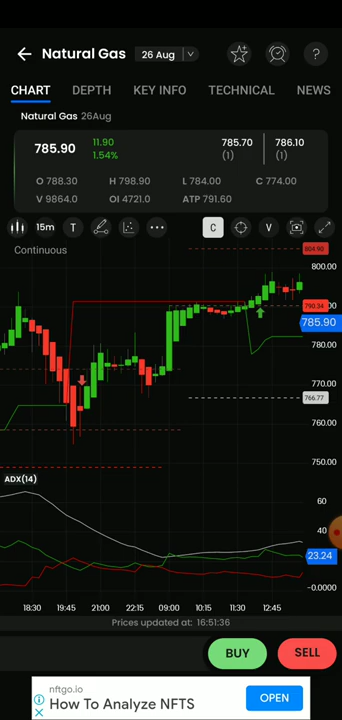 Natural Gas 26 Aug ?
CHART DEPTH KEY INFO TECHNICAL NEWS
Natural Gas 26Aug
785.90 11.90 1.54% 785.70 (1) 786.10 (1)
O 788.30 H 798.90 L 784.00 C 774.00
V 9864.0 OI 4721.0 ATP 791.60
15m T C V
Continuous
804.90
800.00
790.34
785.90
780.00
770.00
766.77
760.00
750.00
ADX(14)
60
40
23.24
-0.0000
18:30 19:45 21:00 22:15 09:00 10:15 11:30 12:45
Prices updated at: 16:51:36
BUY SELL
nftgo.io
How To Analyze NFTS
OPEN